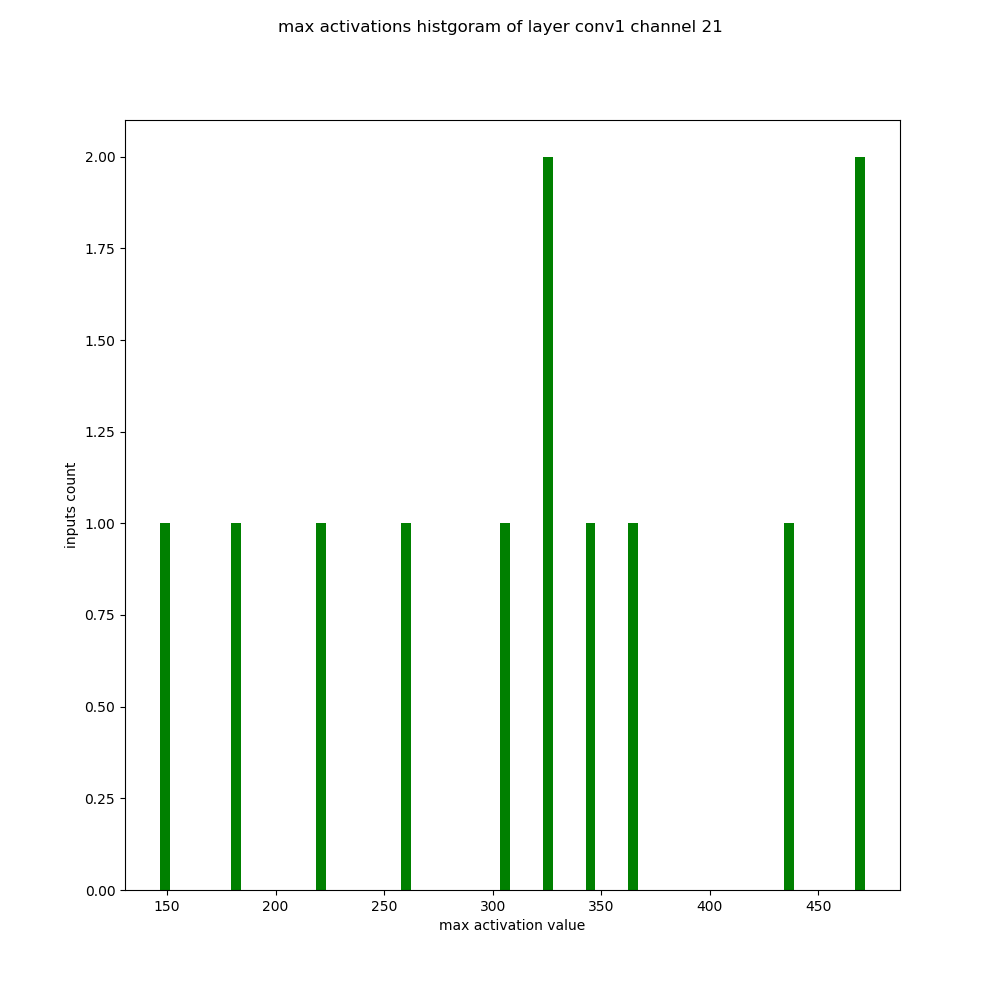 max activations histgoram of layer conv1 channel 21
2.00
1.75
1.50
1.25
1.00
0.75
0.50
0.25
0.00
inputs count
150 200 250 300 350 400 450
max activation value